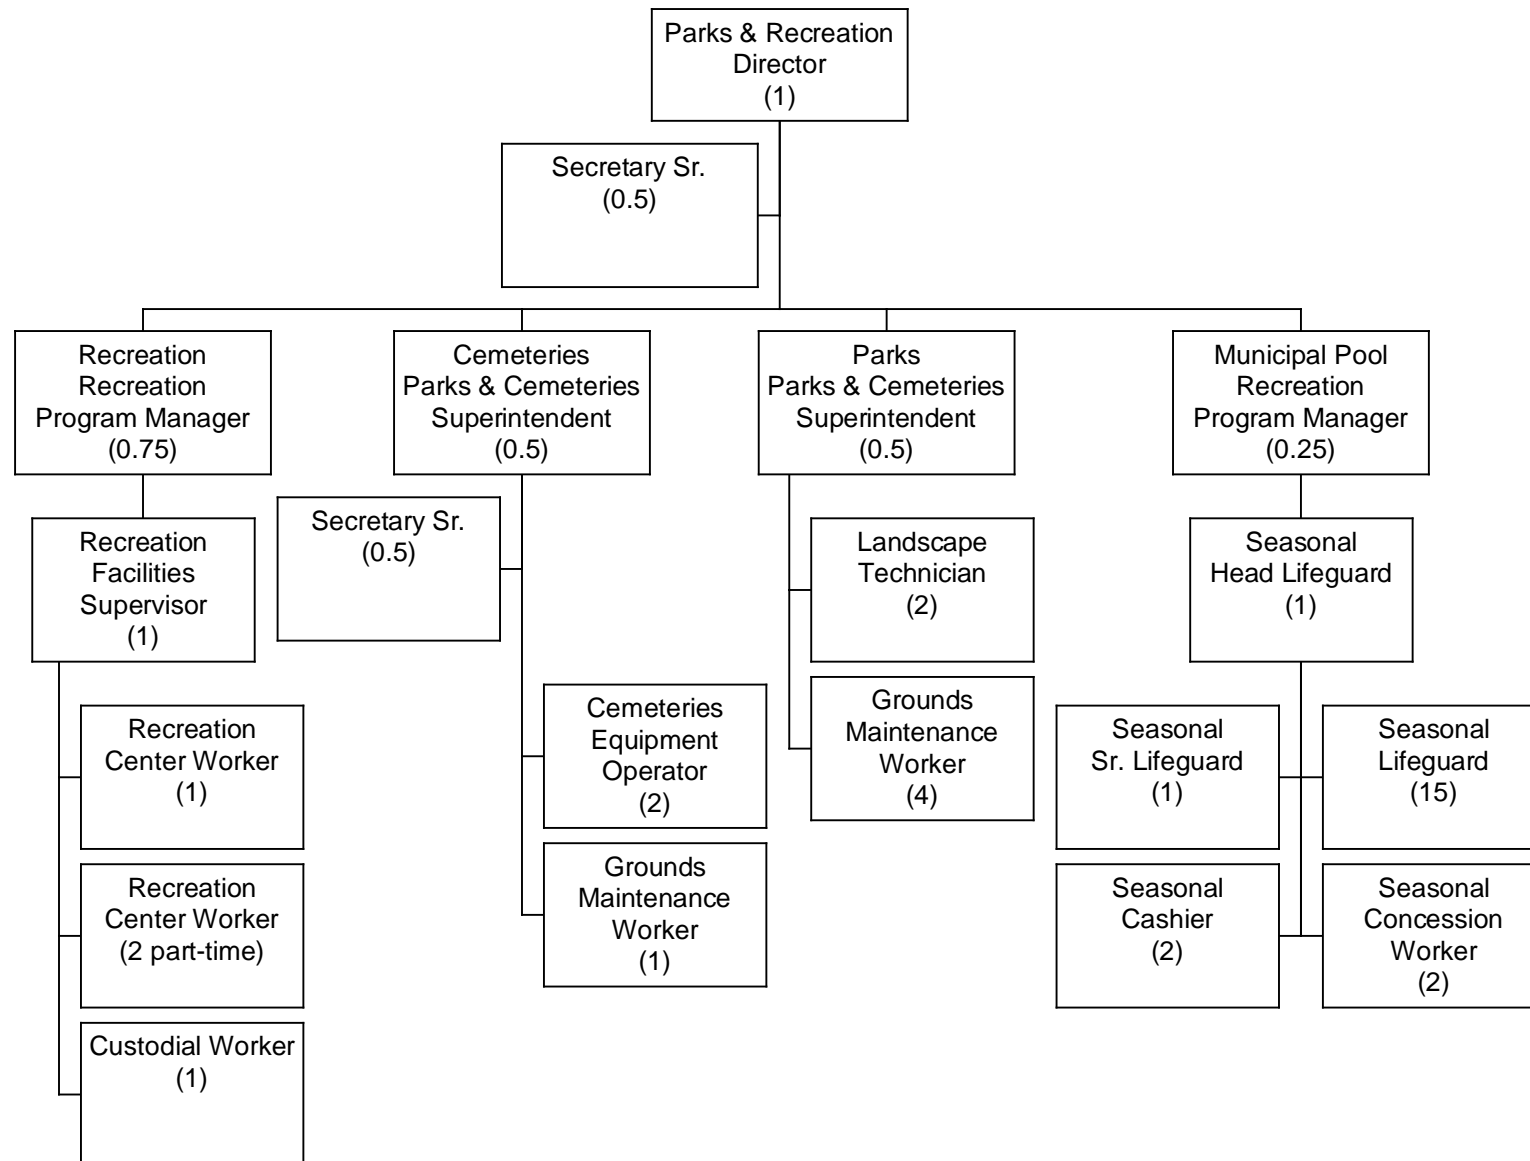 Parks & Recreation
Director
(1)
Secretary Sr.
(0.5)
Recreation
Recreation
Program Manager
(0.75)
Cemeteries
Parks & Cemeteries
Superintendent
(0.5)
Parks
Parks & Cemeteries
Superintendent
(0.5)
Municipal Pool
Recreation
Program Manager
(0.25)
Recreation
Facilities
Supervisor
(1)
Secretary Sr.
(0.5)
Landscape
Technician
(2)
Seasonal
Head Lifeguard
(1)
Recreation
Center Worker
(1)
Cemeteries
Equipment
Operator
(2)
Grounds
Maintenance
Worker
(4)
Seasonal
Sr. Lifeguard
(1)
Seasonal
Lifeguard
(15)
Recreation
Center Worker
(2 part-time)
Grounds
Maintenance
Worker
(1)
Seasonal
Cashier
(2)
Seasonal
Concession
Worker
(2)
Custodial Worker
(1)